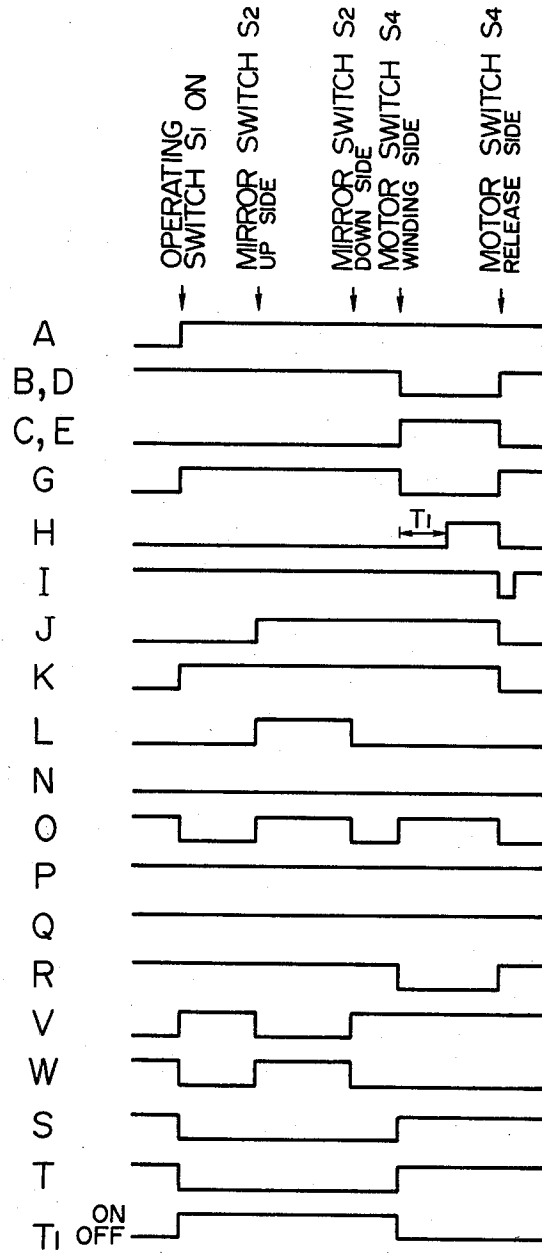 OPERATING
SWITCH S1 ON
MIRROR SWITCH S2
UP SIDE
MIRROR SWITCH S2
DOWN SIDE
MOTOR SWITCH S4
WINDING SIDE
MOTOR SWITCH S4
RELEASE SIDE
A
B, D
C, E
G
H
T1
I
J
K
L
N
O
P
Q
R
V
W
S
T
T1 ON
OFF